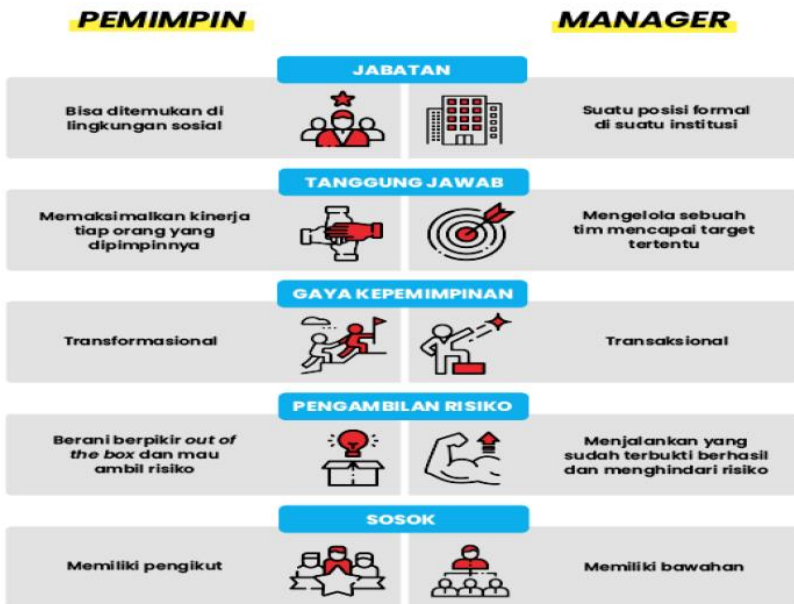 PEMIMPIN
MANAGER
JABATAN
Bisa ditemukan di
lingkungan sosial
Suatu posisi formal
di suatu institusi
TANGGUNG JAWAB
Memaksimalkan kinerja
tiap orang yang
dipimpinnya
Mengelola sebuah
tim mencapai target
tertentu
GAYA KEPEMIMPINAN
Transformasional
Transaksional
PENGAMBILAN RISIKO
Berani berpikir out of
the box dan mau
ambil risiko
Menjalankan yang
sudah terbukti berhasil
dan menghindari risiko
SOSOK
Memiliki pengikut
Memiliki bawahan